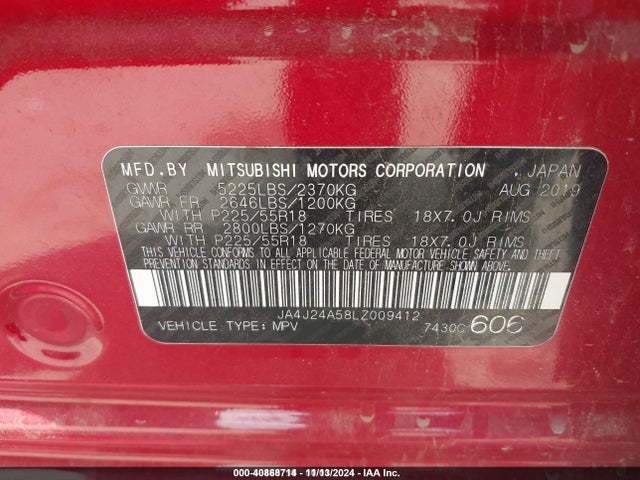 MFD.BY MITSUBISHI MOTORS CORPORATION . JAPAN
GVWR 5225LBS/2370KG AUG 2019
GAWR FR 2646LBS/1200KG
WITH P225/55R18 TIRES 18X7.0J RIMS
GAWR RR 2800LBS/1270KG
WITH P225/55R18 TIRES 18X7.0J RIMS
THIS VEHICLE CONFORMS TO ALL APPLICABLE FEDERAL MOTOR VEHICLE SAFETY AND THEFT
PREVENTION STANDARDS IN EFFECT ON THE DATE OF MANUFACTURE SHOWN ABOVE.
JA4J24A58LZ009412
VEHICLE TYPE: MPV 7430C 606
11/13/2024 - IAA Inc.